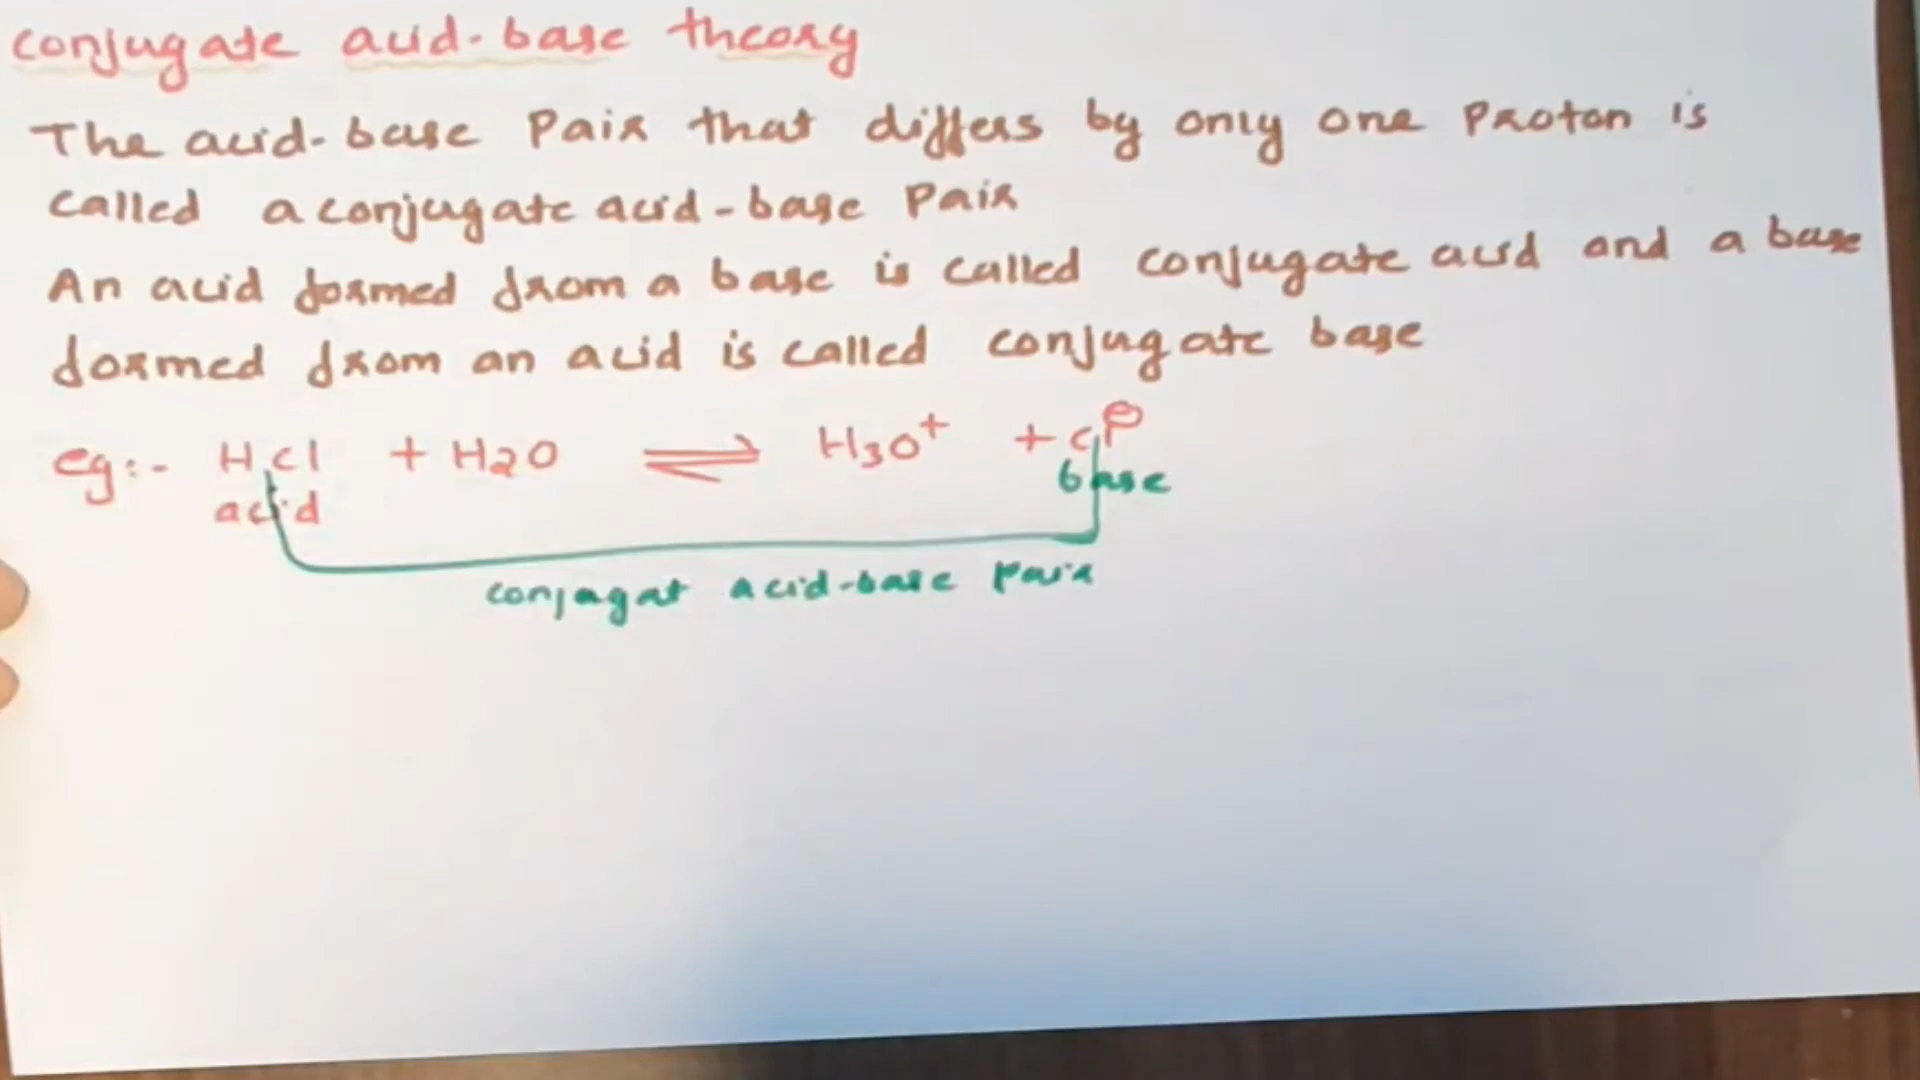 conjugate acid-base theory
The acid-base Pair that differs by only one Proton is
called a conjugate acid-base Pair
An acid formed from a base is called conjugate acid and a base
formed from an acid is called conjugate base
eg:- HCl + H2O ⇌ H3O⁺ + Cl⊖
acid base
conjagat acid-base pair